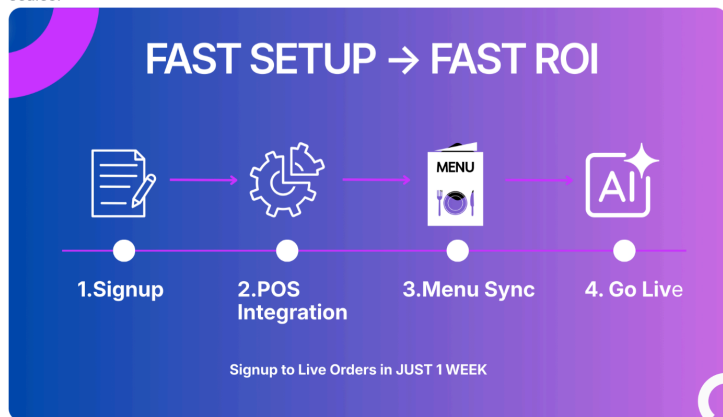 FAST SETUP → FAST ROI
MENU
AI
1.Signup
2.POS
Integration
3.Menu Sync
4. Go Live
Signup to Live Orders in JUST 1 WEEK